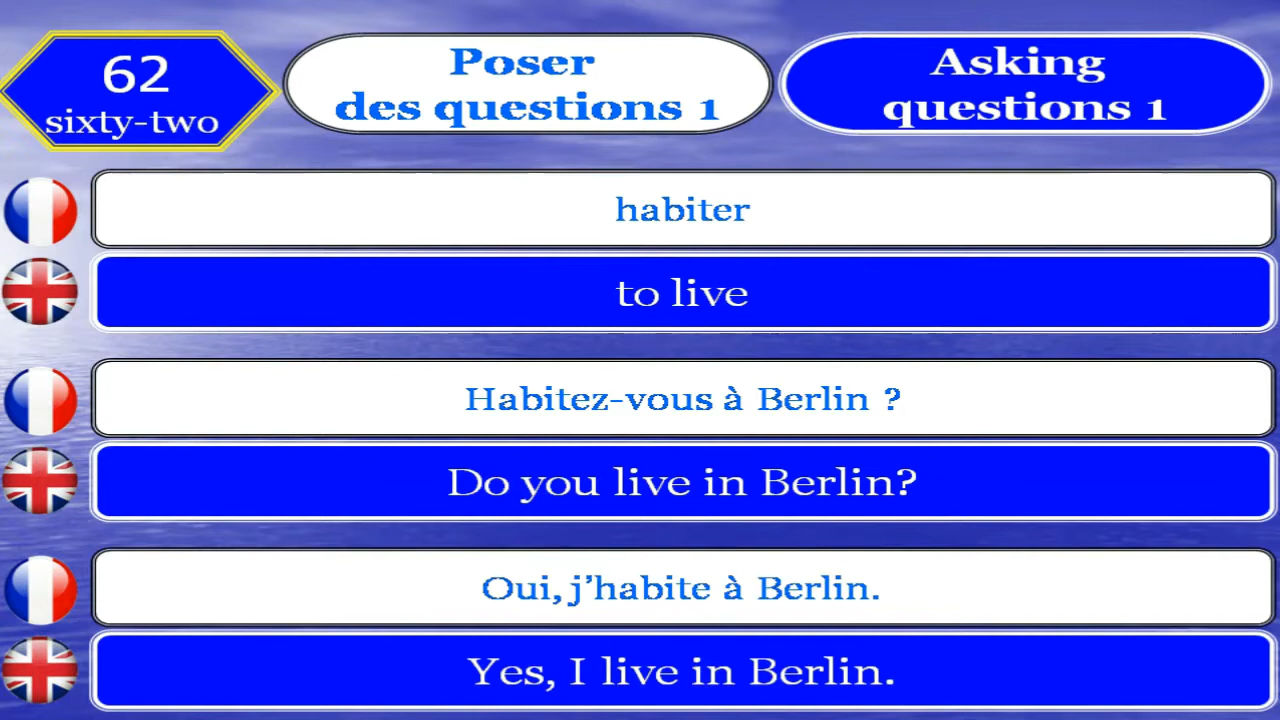 62
sixty-two
Poser
des questions 1
Asking
questions 1
habiter
to live
Habitez-vous à Berlin ?
Do you live in Berlin?
Oui, j’habite à Berlin.
Yes, I live in Berlin.